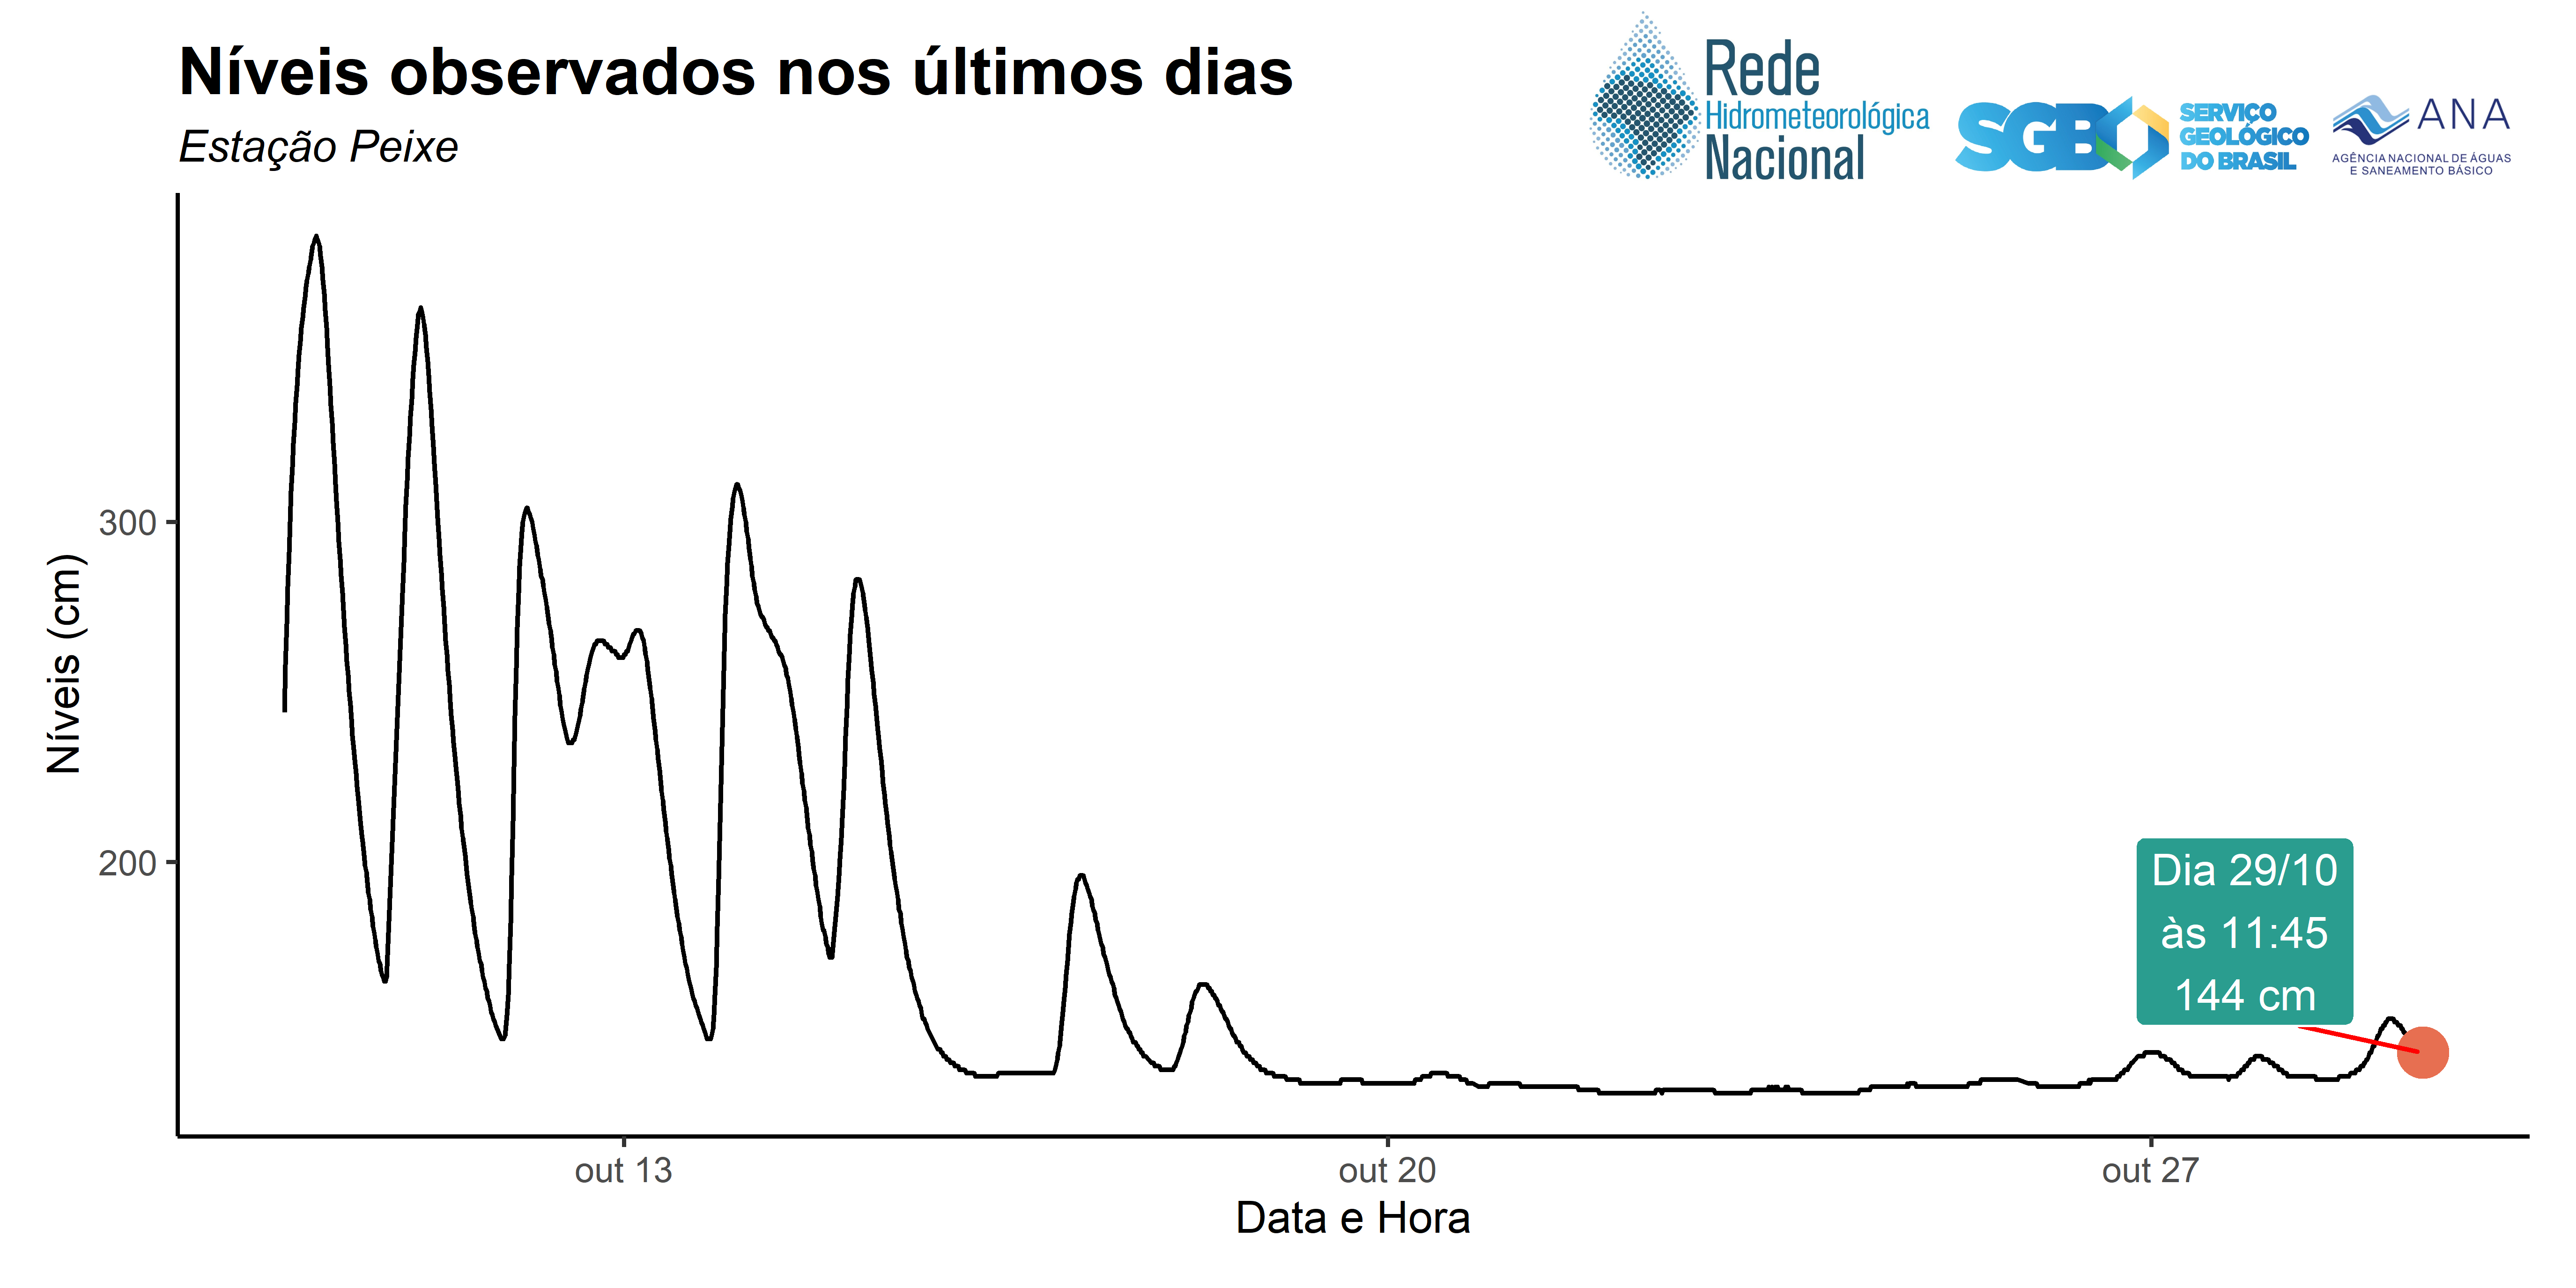 Níveis observados nos últimos dias
Estação Peixe
Rede
Hidrometeorológica
Nacional
SGB
SERVIÇO
GEOLÓGICO
DO BRASIL
ANA
AGÊNCIA NACIONAL DE ÁGUAS
E SANEAMENTO BÁSICO
Níveis (cm)
300
200
Dia 29/10
às 11:45
144 cm
out 13
out 20
out 27
Data e Hora